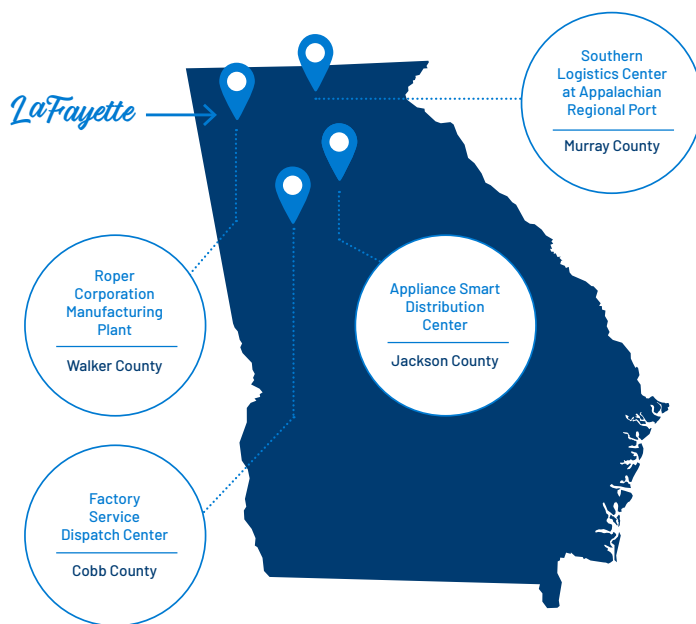 LaFayette
Southern
Logistics Center
at Appalachian
Regional Port
Murray County
Roper
Corporation
Manufacturing
Plant
Walker County
Appliance Smart
Distribution
Center
Jackson County
Factory
Service
Dispatch Center
Cobb County